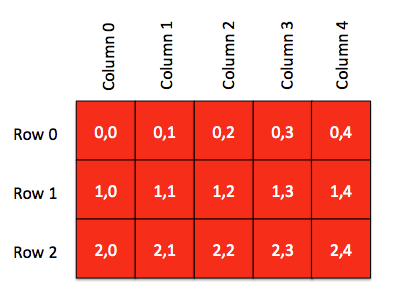 Column 0 Column 1 Column 2 Column 3 Column 4
Row 0 0,0 0,1 0,2 0,3 0,4
Row 1 1,0 1,1 1,2 1,3 1,4
Row 2 2,0 2,1 2,2 2,3 2,4